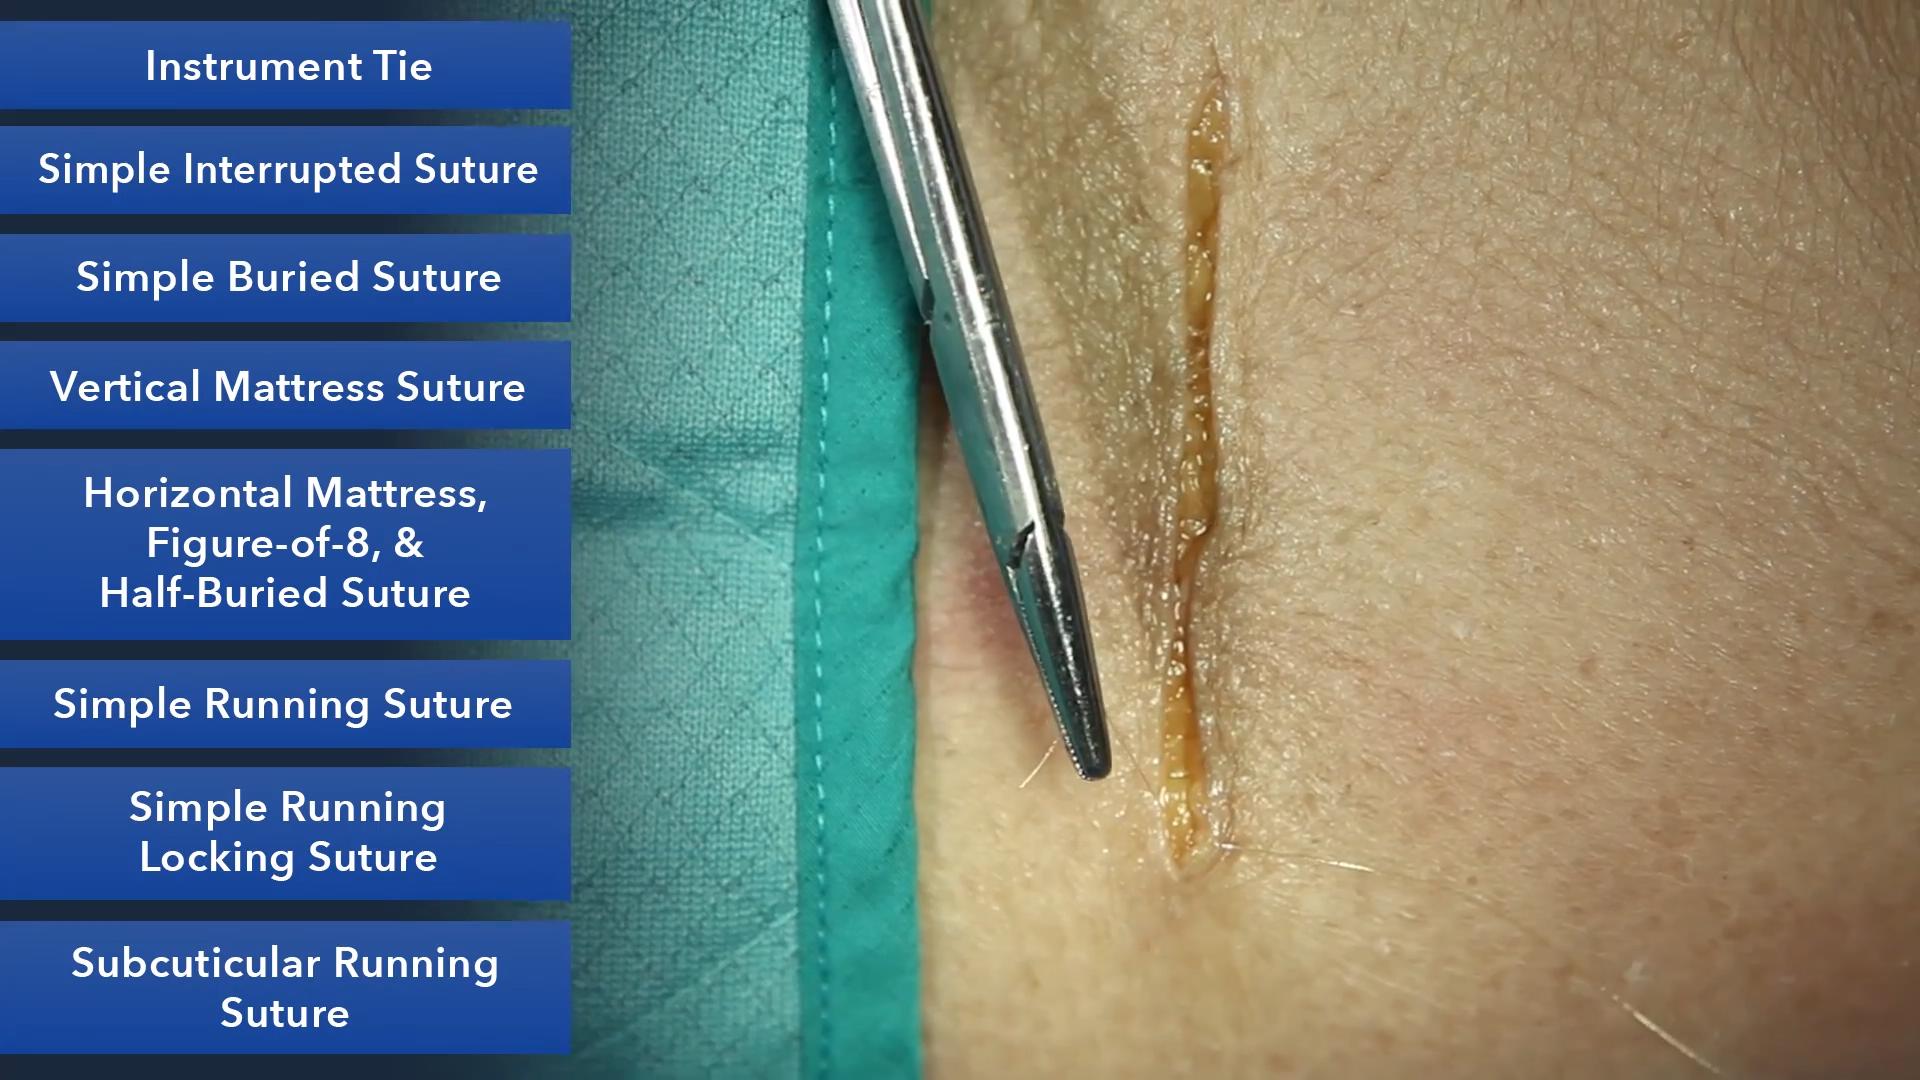 Instrument Tie
Simple Interrupted Suture
Simple Buried Suture
Vertical Mattress Suture
Horizontal Mattress,
Figure-of-8, &
Half-Buried Suture
Simple Running Suture
Simple Running
Locking Suture
Subcuticular Running
Suture